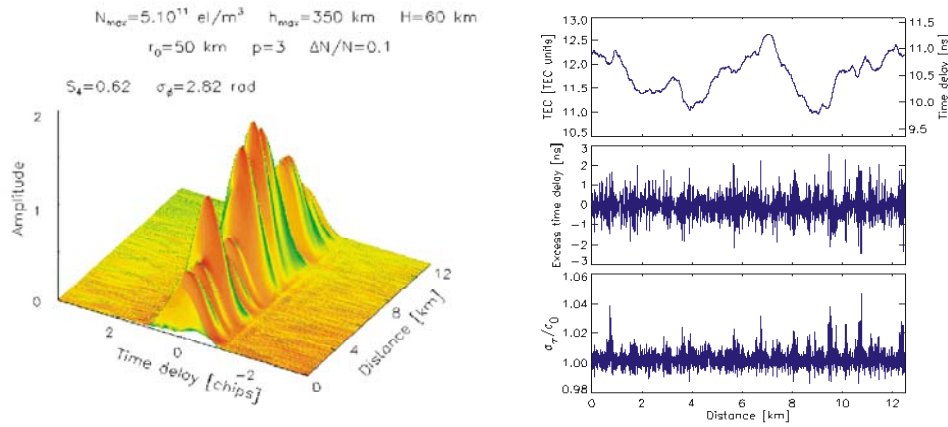 N_max=5.10^11 el/m^3 h_max=350 km H=60 km
r_0=50 km p=3 ΔN/N=0.1
S_4=0.62 σ_ϕ=2.82 rad
2
1
0
Amplitude
2
0
-2
Time delay [chips]
0
4
8
12
Distance [km]
13.0
12.5
12.0
11.5
11.0
10.5
TEC [TEC units]
11.5
11.0
10.5
10.0
9.5
Time delay [ns]
3
2
1
0
-1
-2
-3
Excess time delay [ns]
1.06
1.04
1.02
1.00
0.98
σ_τ/σ_0
0 2 4 6 8 10 12
Distance [km]